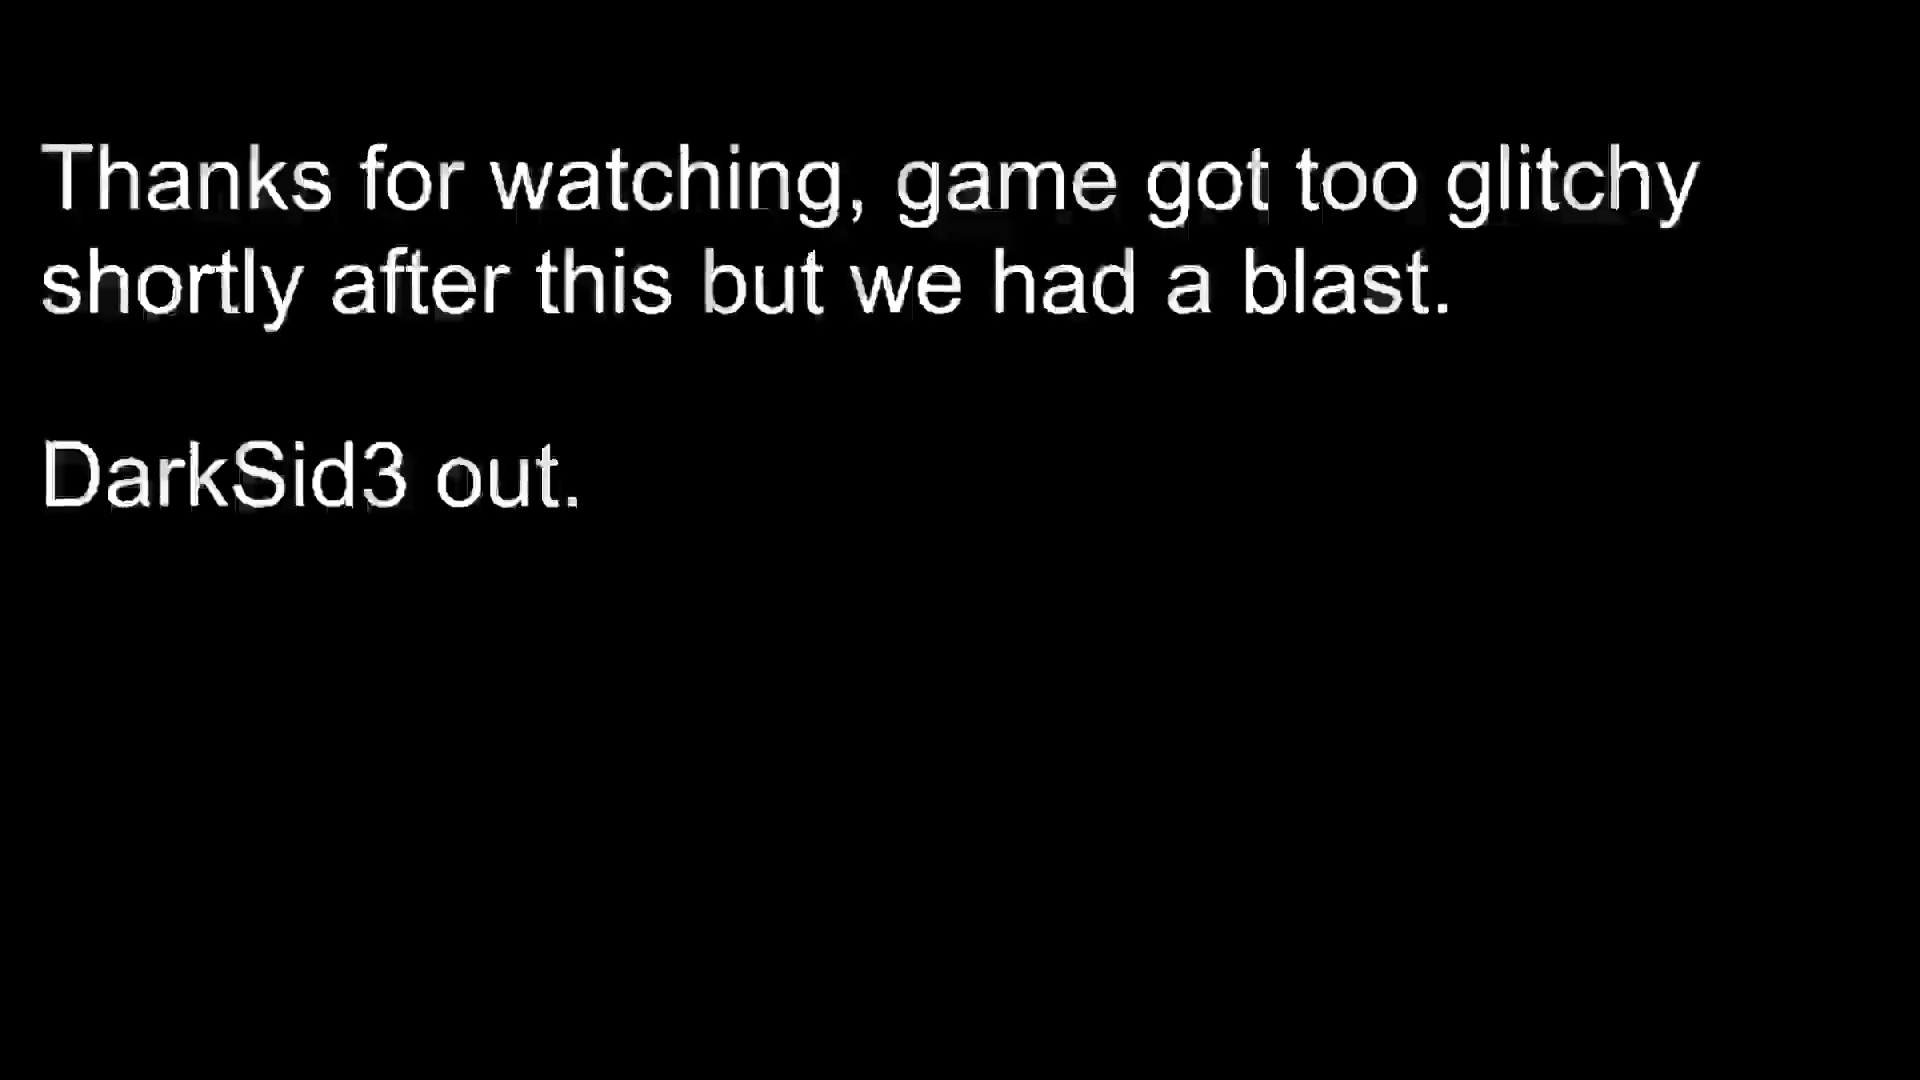 Thanks for watching, game got too glitchy
shortly after this but we had a blast.
DarkSid3 out.